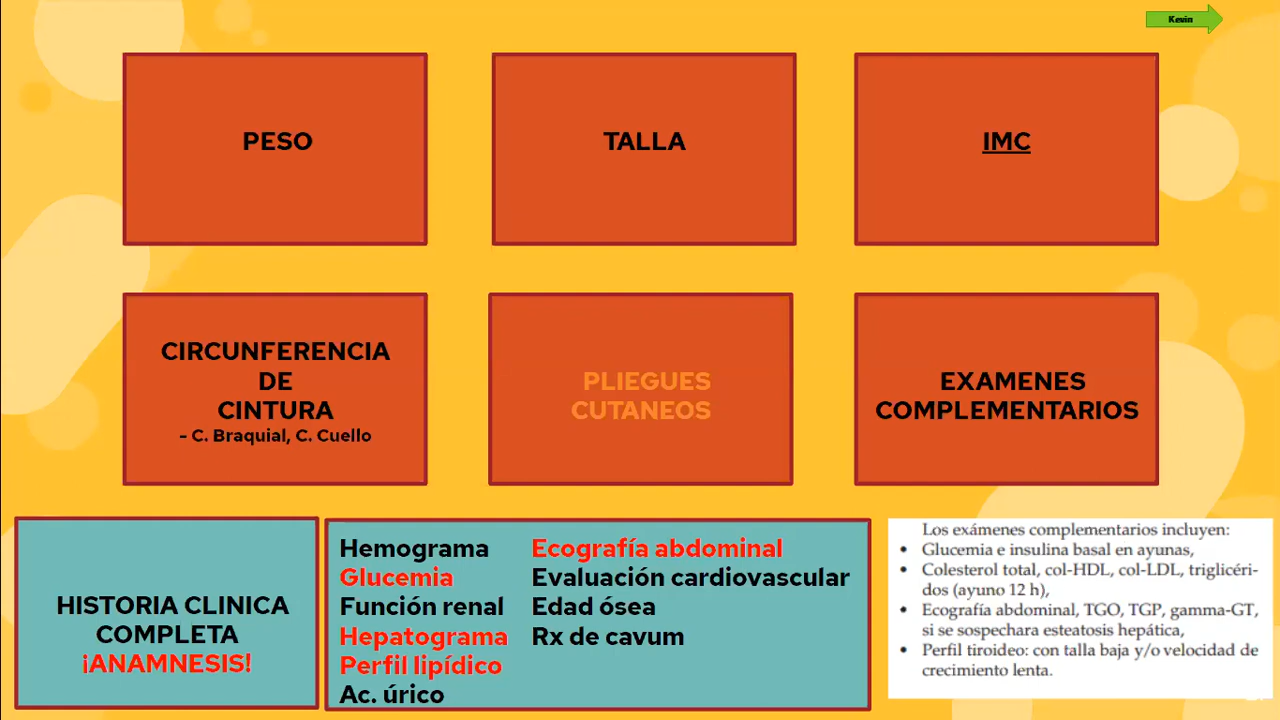 Kevin
PESO
TALLA
IMC
CIRCUNFERENCIA
DE
CINTURA
- C. Braquial, C. Cuello
PLIEGUES
CUTANEOS
EXAMENES
COMPLEMENTARIOS
HISTORIA CLINICA
COMPLETA
¡ANAMNESIS!
Hemograma
Glucemia
Función renal
Hepatograma
Perfil lipídico
Ac. úrico
Ecografía abdominal
Evaluación cardiovascular
Edad ósea
Rx de cavum
Los exámenes complementarios incluyen:
• Glucemia e insulina basal en ayunas,
• Colesterol total, col-HDL, col-LDL, triglicéri-
dos (ayuno 12 h),
• Ecografía abdominal, TGO, TGP, gamma-GT,
si se sospechara esteatosis hepática,
• Perfil tiroideo: con talla baja y/o velocidad de
crecimiento lenta.